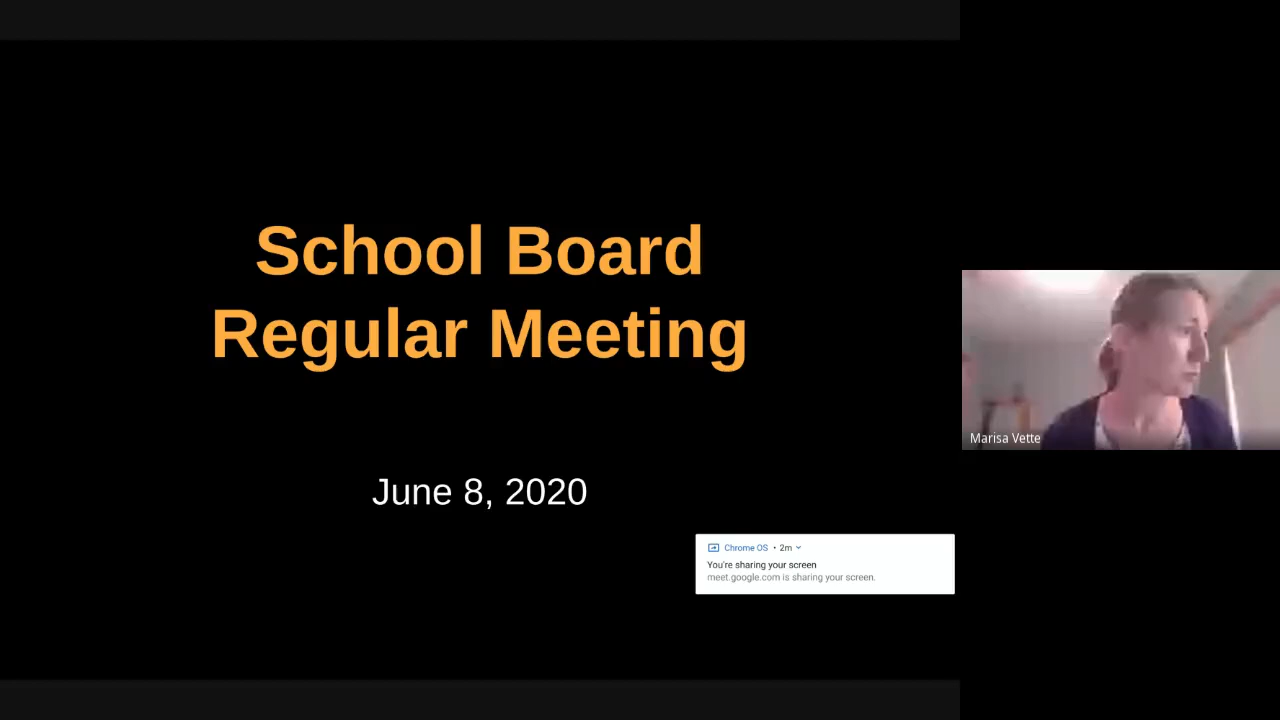 School Board
Regular Meeting
June 8, 2020
Chrome OS • 2m
You're sharing your screen
meet.google.com is sharing your screen.
Marisa Vette